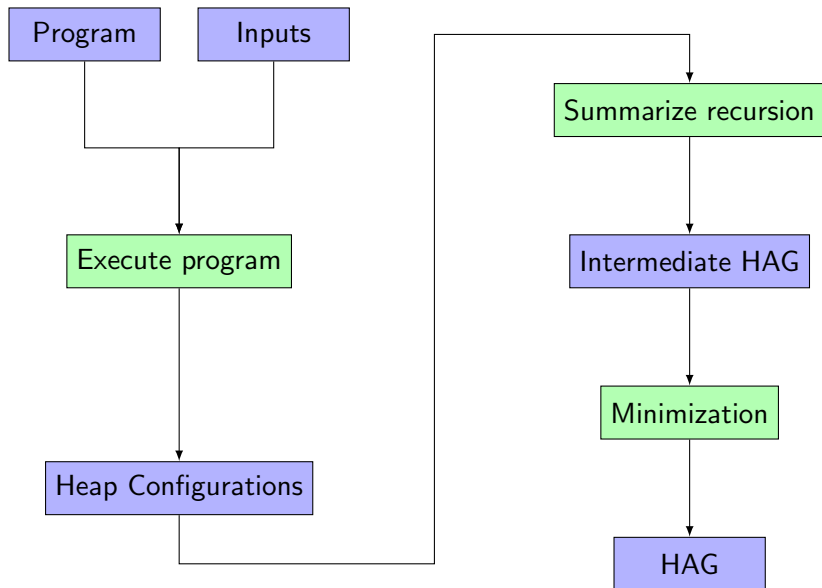 Program
Inputs
Execute program
Heap Configurations
Summarize recursion
Intermediate HAG
Minimization
HAG